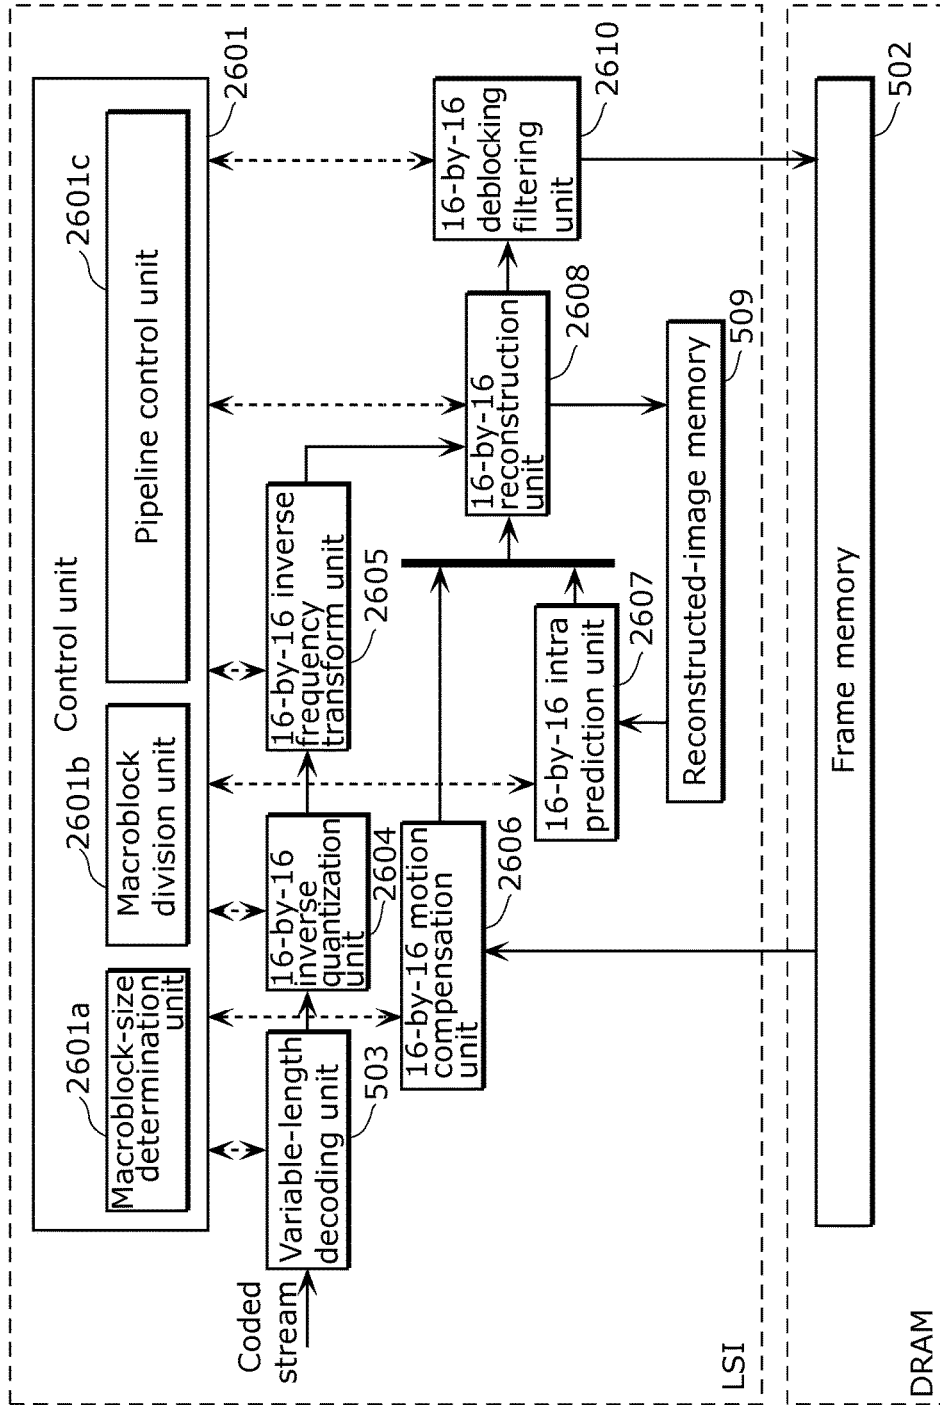 Control unit
2601
2601a
Macroblock-size
determination
unit
2601b
Macroblock
division unit
2601c
Pipeline control unit
Coded
stream
Variable-length
decoding unit
503
16-by-16
inverse
quantization
unit
2604
16-by-16 inverse
frequency
transform unit
2605
16-by-16 motion
compensation
unit
2606
16-by-16 intra
prediction unit
2607
16-by-16
reconstruction
unit
2608
16-by-16
deblocking
filtering
unit
2610
Reconstructed-image memory
509
LSI
Frame memory
502
DRAM